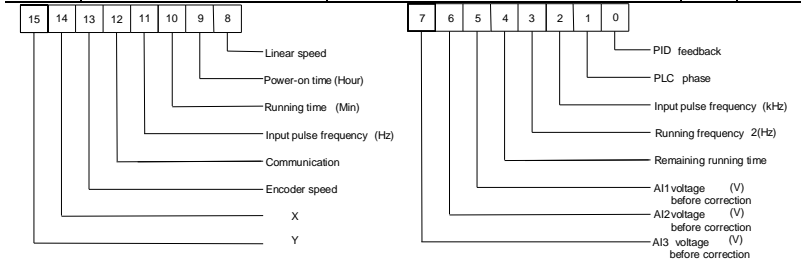 15 14 13 12 11 10 9 8
Linear speed
Power-on time (Hour)
Running time (Min)
Input pulse frequency (Hz)
Communication
Encoder speed
X
Y
7 6 5 4 3 2 1 0
PID feedback
PLC phase
Input pulse frequency (kHz)
Running frequency 2(Hz)
Remaining running time
AI1 voltage (V)
before correction
AI2 voltage (V)
before correction
AI3 voltage (V)
before correction